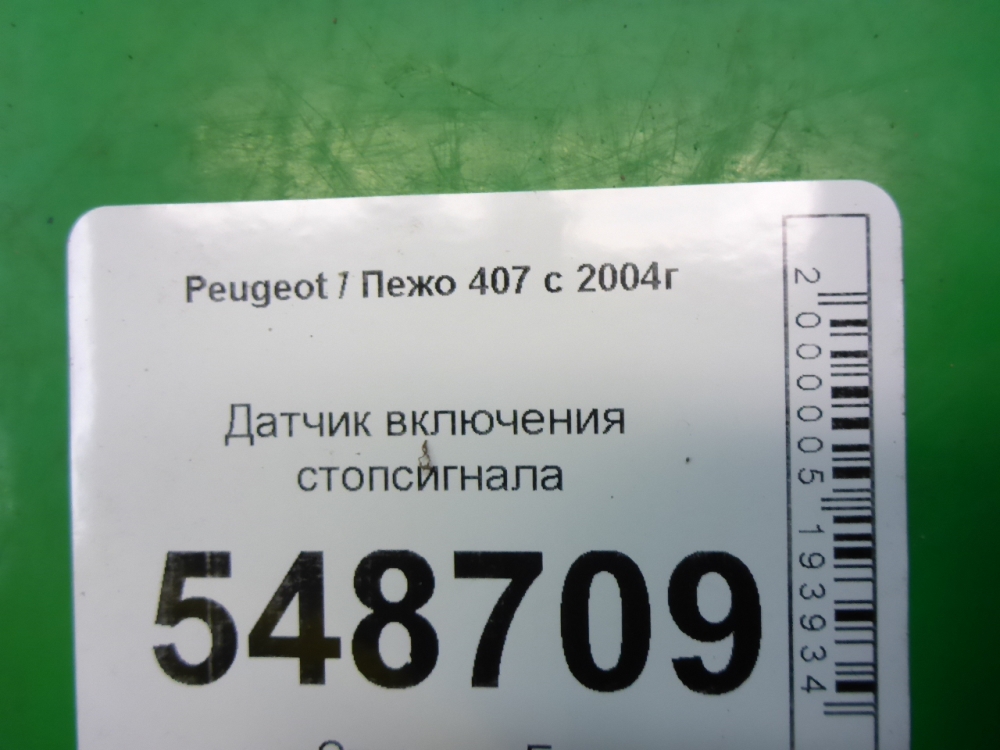 Peugeot / Пежо 407 с 2004г
Датчик включения
стопсигнала
548709
2000005193934